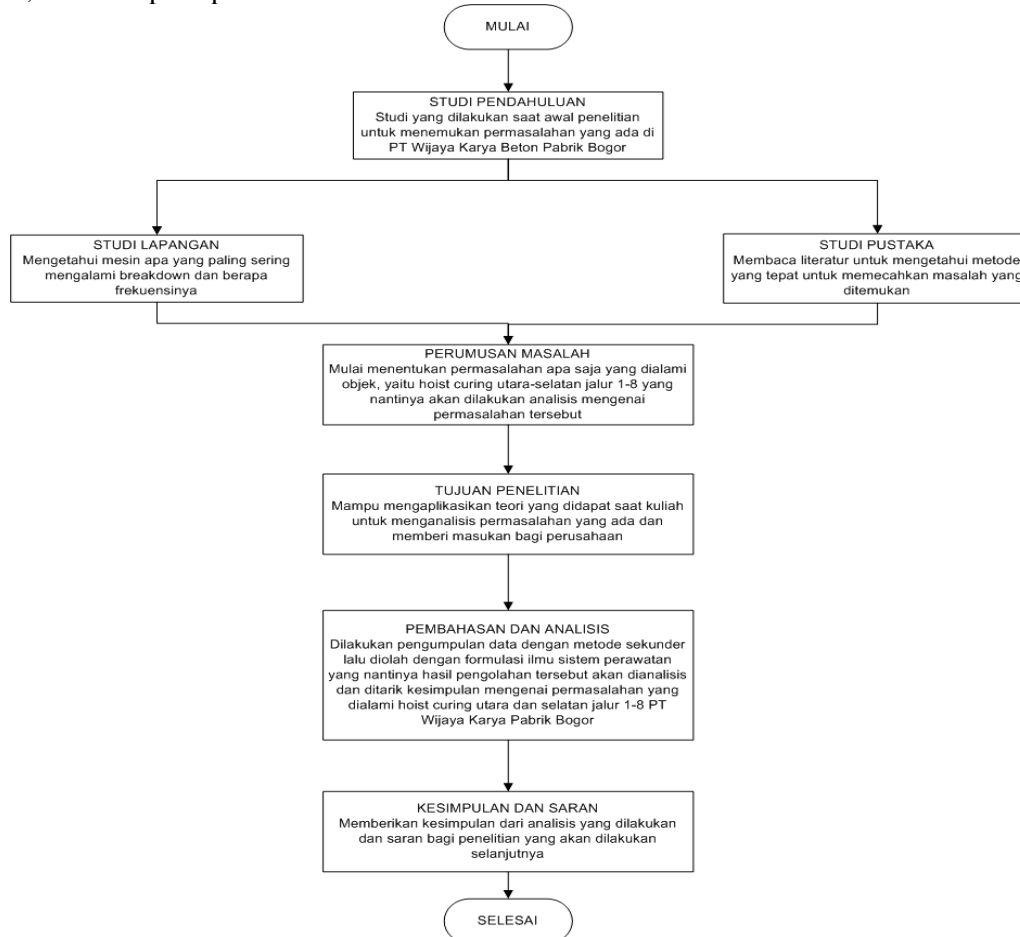 MULAI
STUDI PENDAHULUAN
Studi yang dilakukan saat awal penelitian
untuk menemukan permasalahan yang ada di
PT Wijaya Karya Beton Pabrik Bogor
STUDI LAPANGAN
Mengetahui mesin apa yang paling sering
mengalami breakdown dan berapa
frekuensinya
STUDI PUSTAKA
Membaca literatur untuk mengetahui metode
yang tepat untuk memecahkan masalah yang
ditemukan
PERUMUSAN MASALAH
Mulai menentukan permasalahan apa saja yang dialami
objek, yaitu hoist curing utara-selatan jalur 1-8 yang
nantinya akan dilakukan analisis mengenai
permasalahan tersebut
TUJUAN PENELITIAN
Mampu mengaplikasikan teori yang didapat saat kuliah
untuk menganalisis permasalahan yang ada dan
memberi masukan bagi perusahaan
PEMBAHASAN DAN ANALISIS
Dilakukan pengumpulan data dengan metode sekunder
lalu diolah dengan formulasi ilmu sistem perawatan
yang nantinya hasil pengolahan tersebut akan dianalisis
dan ditarik kesimpulan mengenai permasalahan yang
dialami hoist curing utara dan selatan jalur 1-8 PT
Wijaya Karya Pabrik Bogor
KESIMPULAN DAN SARAN
Memberikan kesimpulan dari analisis yang dilakukan
dan saran bagi penelitian yang akan dilakukan
selanjutnya
SELESAI